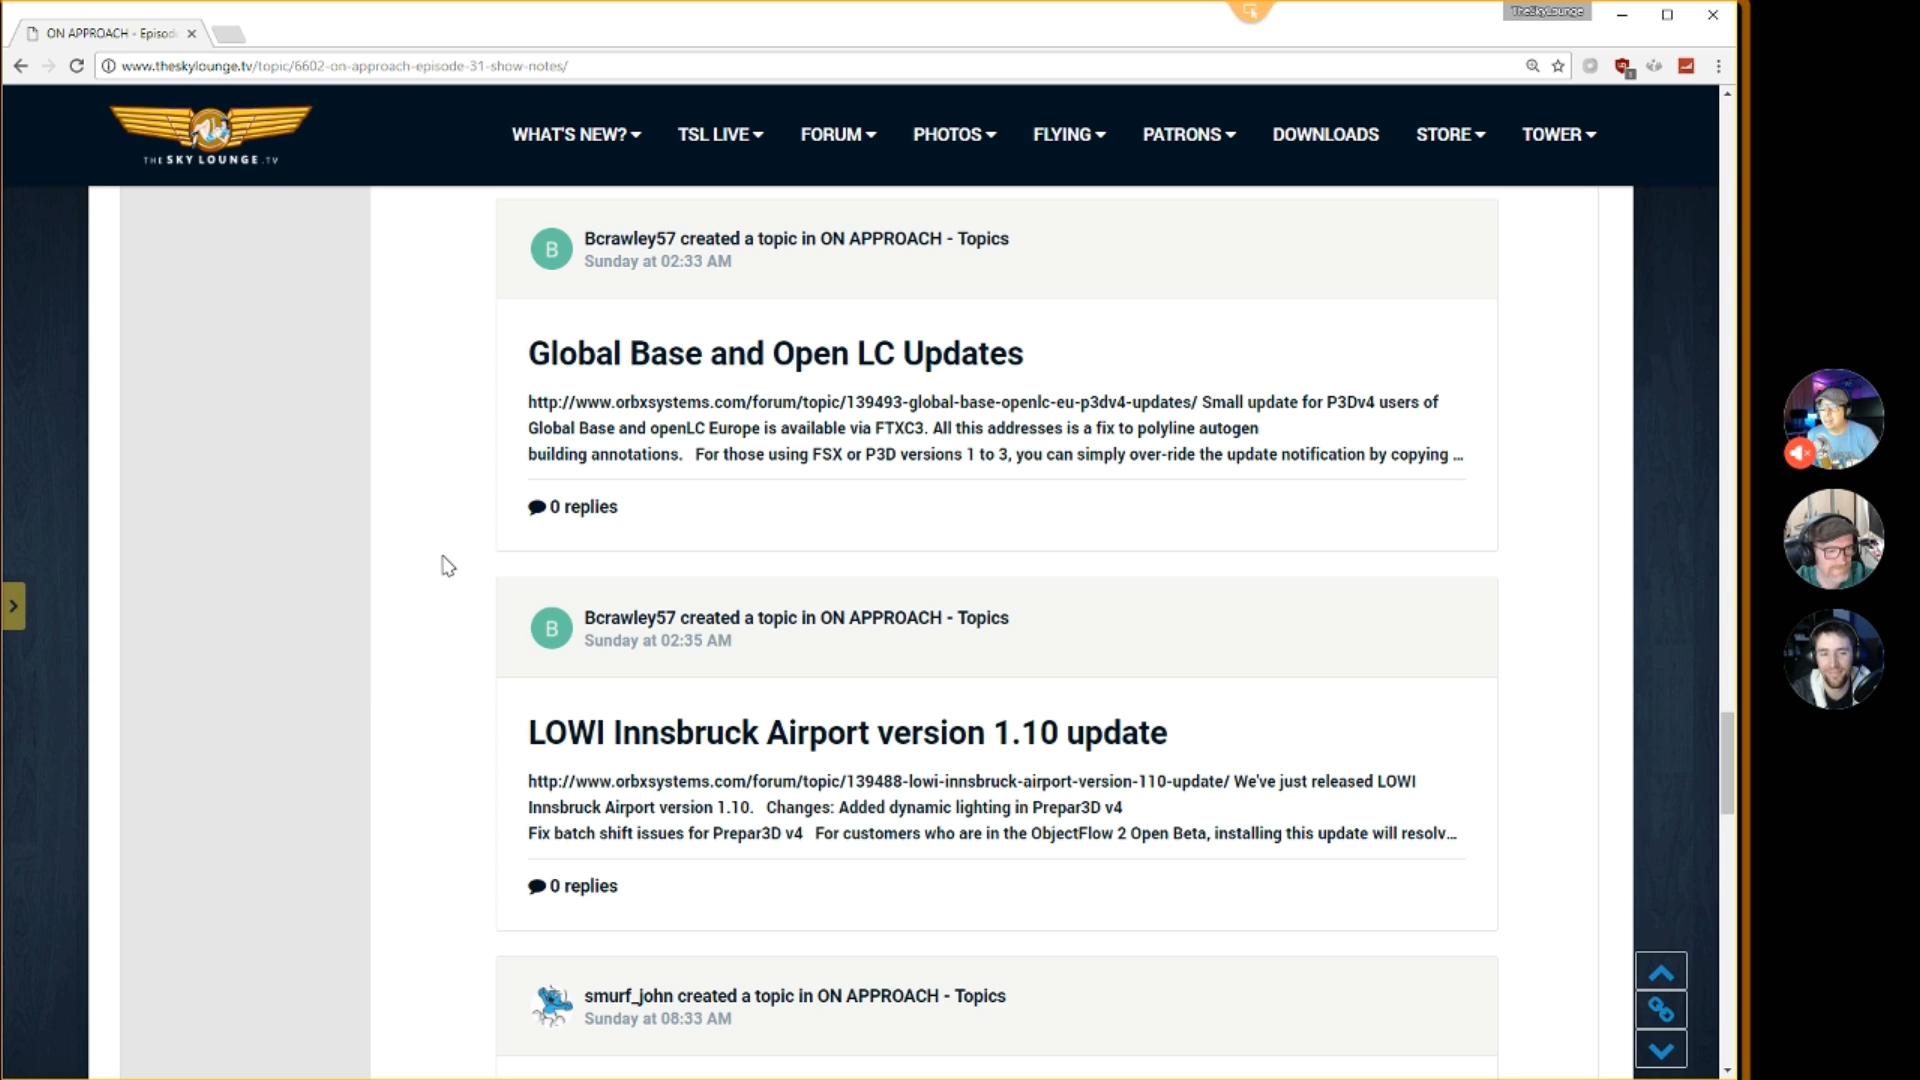 TheSkyLounge
ON APPROACH - Episod
www.theskylounge.tv/topic/6602-on-approach-episode-31-show-notes/
THE SKY LOUNGE .TV
WHAT'S NEW? TSL LIVE FORUM PHOTOS FLYING PATRONS DOWNLOADS STORE TOWER
B
Bcrawley57 created a topic in ON APPROACH - Topics
Sunday at 02:33 AM
Global Base and Open LC Updates
http://www.orbxsystems.com/forum/topic/139493-global-base-openlc-eu-p3dv4-updates/ Small update for P3Dv4 users of
Global Base and openLC Europe is available via FTXC3. All this addresses is a fix to polyline autogen
building annotations. For those using FSX or P3D versions 1 to 3, you can simply over-ride the update notification by copying ...
0 replies
B
Bcrawley57 created a topic in ON APPROACH - Topics
Sunday at 02:35 AM
LOWI Innsbruck Airport version 1.10 update
http://www.orbxsystems.com/forum/topic/139488-lowi-innsbruck-airport-version-110-update/ We've just released LOWI
Innsbruck Airport version 1.10. Changes: Added dynamic lighting in Prepar3D v4
Fix batch shift issues for Prepar3D v4 For customers who are in the ObjectFlow 2 Open Beta, installing this update will resolv...
0 replies
smurf_john created a topic in ON APPROACH - Topics
Sunday at 08:33 AM